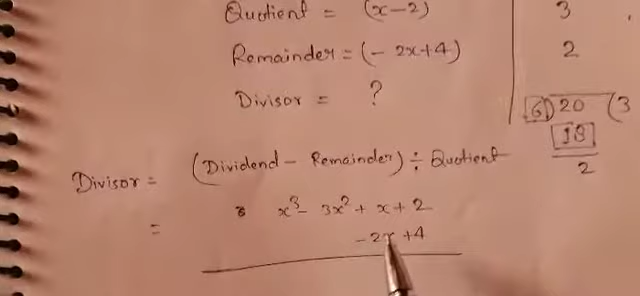 Quotient = (x-2)
Remainder = (- 2x+4)
Divisor = ?
3
2
6) 20 (3
18
2
Divisor = (Dividend - Remainder) ÷ Quotient
= x³- 3x² + x + 2
-2x +4